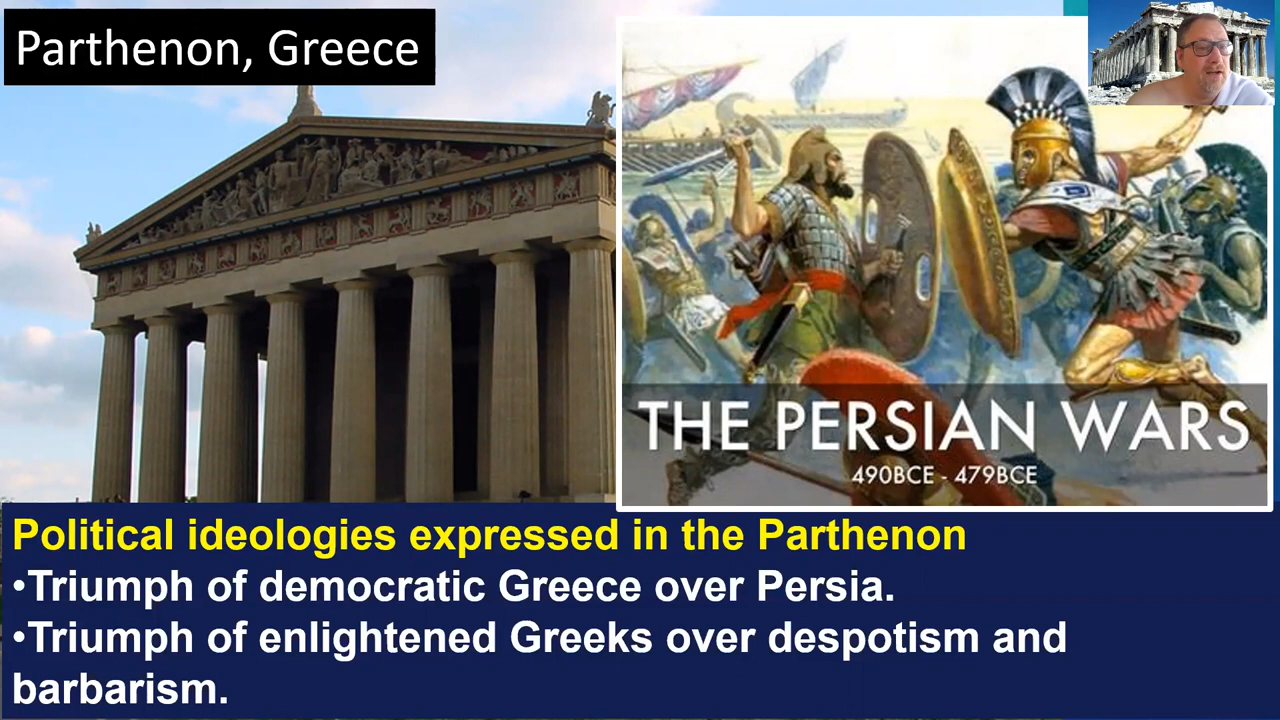 Parthenon, Greece
THE PERSIAN WARS
490BCE - 479BCE
Political ideologies expressed in the Parthenon
•Triumph of democratic Greece over Persia.
•Triumph of enlightened Greeks over despotism and
barbarism.